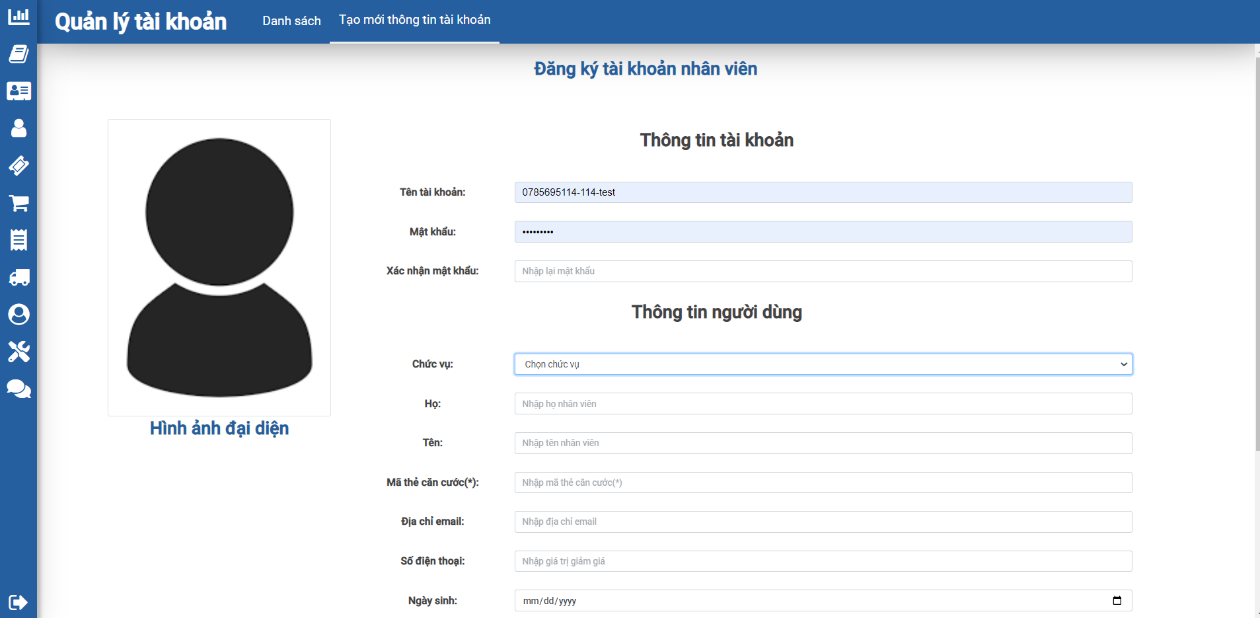 Quản lý tài khoản Danh sách Tạo mới thông tin tài khoản
Đăng ký tài khoản nhân viên
Hình ảnh đại diện
Thông tin tài khoản
Tên tài khoản: 0785695114-114-test
Mật khẩu: •••••••••
Xác nhận mật khẩu: Nhập lại mật khẩu
Thông tin người dùng
Chức vụ: Chọn chức vụ
Họ: Nhập họ nhân viên
Tên: Nhập tên nhân viên
Mã thẻ căn cước(*): Nhập mã thẻ căn cước(*)
Địa chỉ email: Nhập địa chỉ email
Số điện thoại: Nhập giá trị giảm giá
Ngày sinh: mm/dd/yyyy